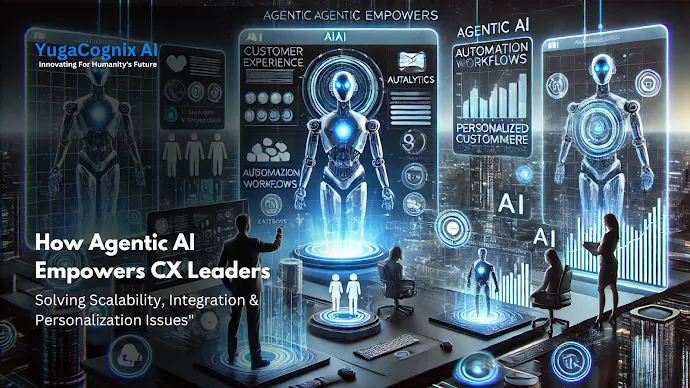 YugaCognix AI
Innovating For Humanity's Future
AGENTIC AGENTIC EMPOWERS
AIAI
CUSTOMER
EXPERIENCE
AUTALYTICS
AUTOMAZION
WORKFLOWS
AGENTIC AI
AUTOMATION
WORKFLOWS
PERSONALIZED
CUSTOMMERE
AI
AI
How Agentic AI
Empowers CX Leaders
Solving Scalability, Integration &
Personalization Issues"